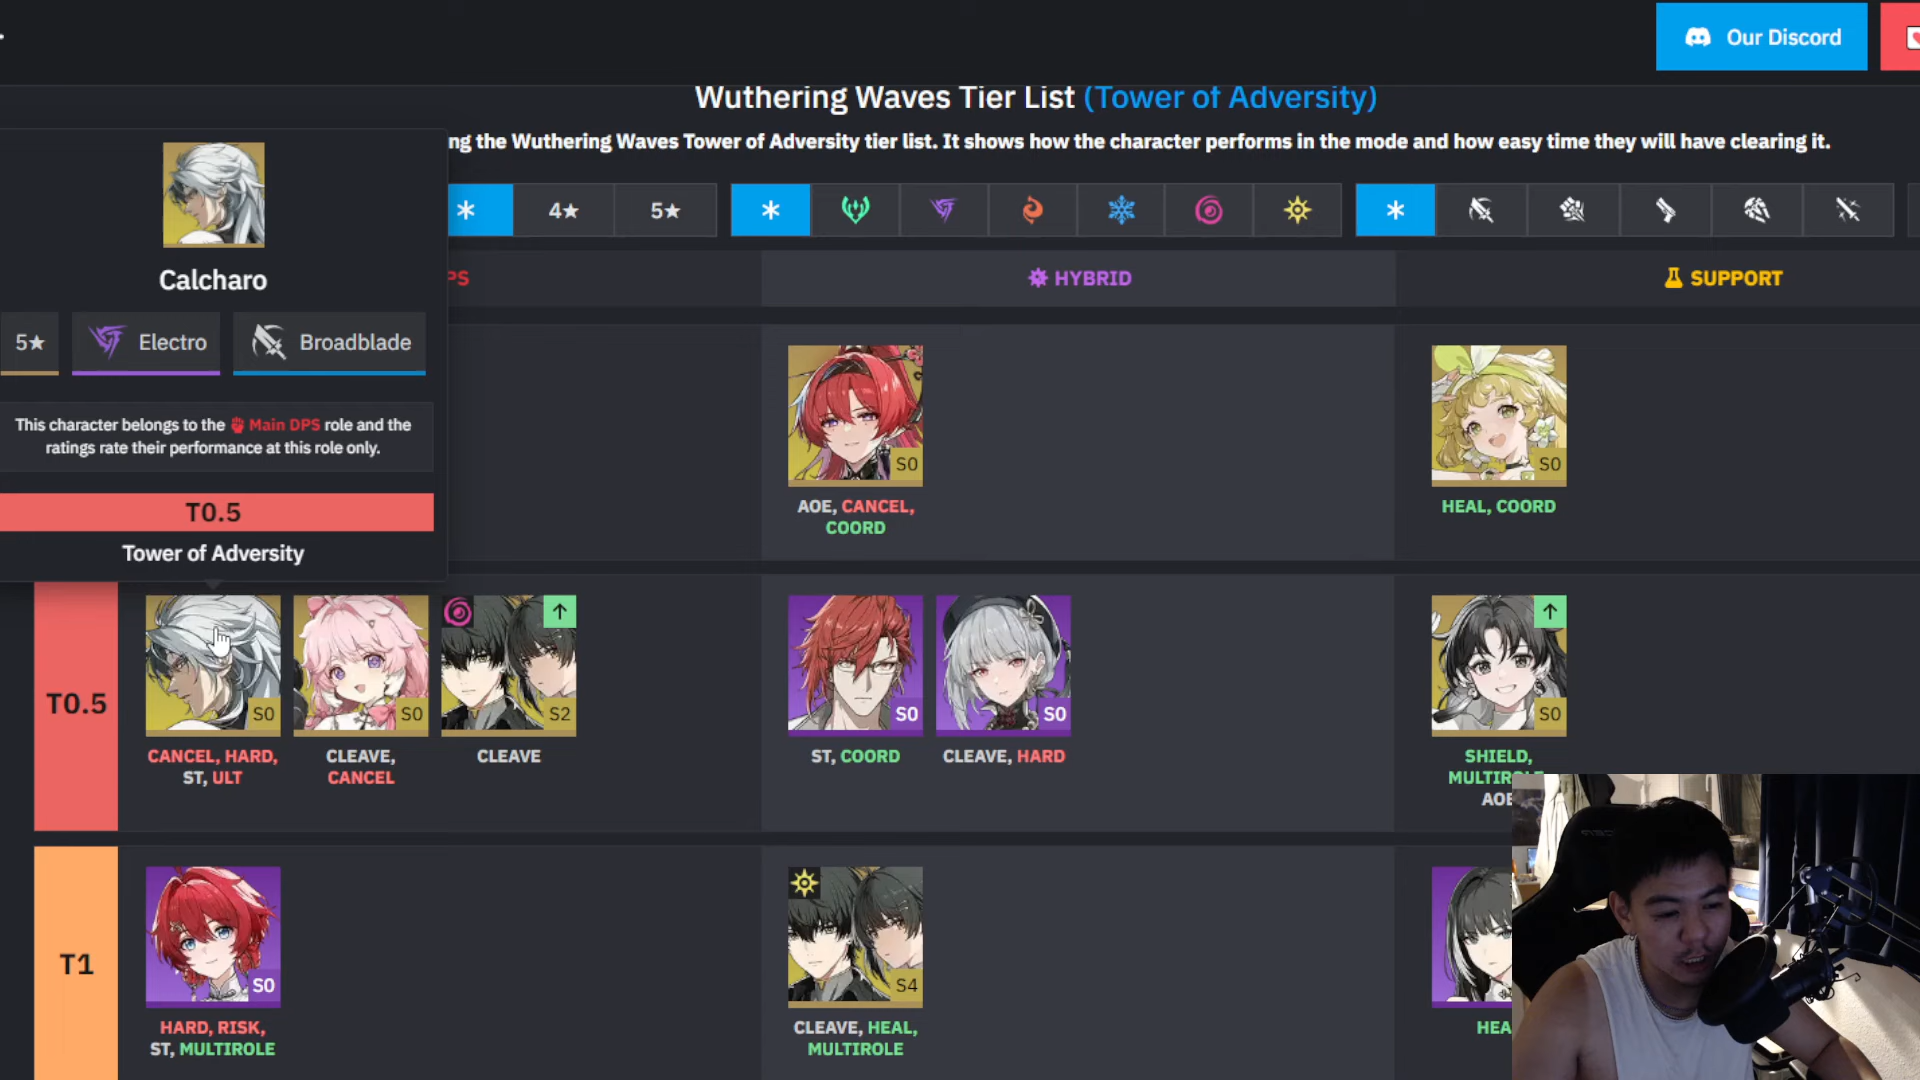 Our Discord
Wuthering Waves Tier List (Tower of Adversity)
ng the Wuthering Waves Tower of Adversity tier list. It shows how the character performs in the mode and how easy time they will have clearing it.
4★
5★
PS
HYBRID
SUPPORT
Calcharo
5★
Electro
Broadblade
This character belongs to the Main DPS role and the
ratings rate their performance at this role only.
T0.5
Tower of Adversity
S0
AOE, CANCEL,
COORD
S0
HEAL, COORD
T0.5
S0
CANCEL, HARD,
ST, ULT
S0
CLEAVE,
CANCEL
S2
CLEAVE
S0
ST, COORD
S0
CLEAVE, HARD
S0
SHIELD,
MULTIROLE
AOE
T1
S0
HARD, RISK,
ST, MULTIROLE
S4
CLEAVE, HEAL,
MULTIROLE
HEA